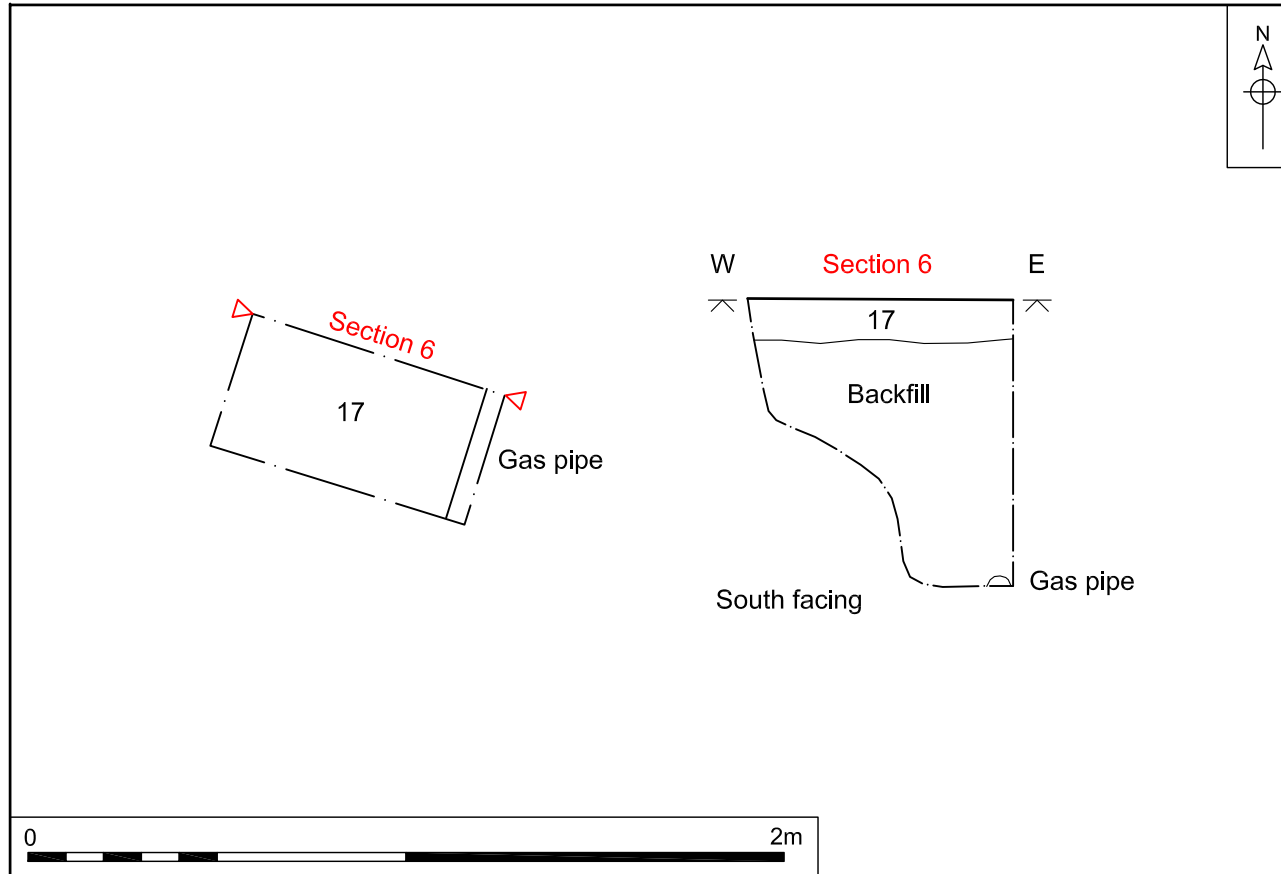 N
W
Section 6
E
17
Section 6
17
Backfill
Gas pipe
Gas pipe
South facing
0
2m